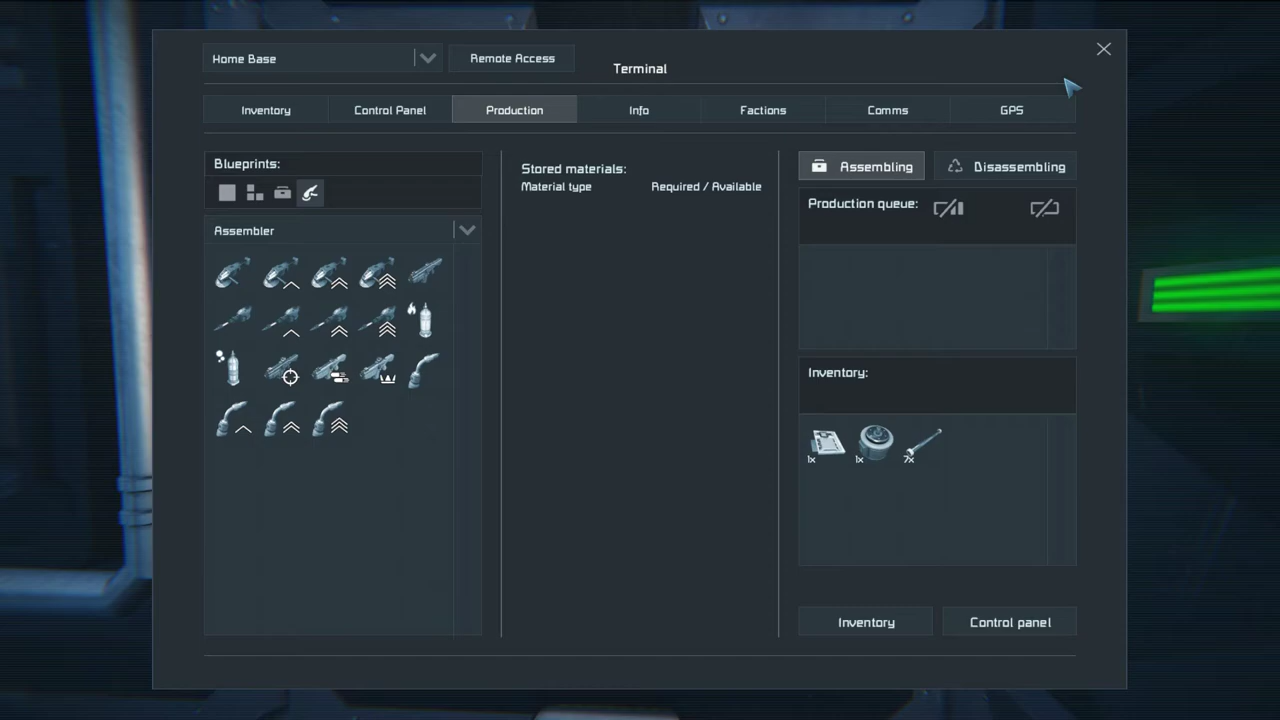 Home Base
Remote Access
Terminal
Inventory
Control Panel
Production
Info
Factions
Comms
GPS
Blueprints:
Assembler
Stored materials:
Material type
Required / Available
Assembling
Disassembling
Production queue:
Inventory:
1x
1x
7x
Inventory
Control panel